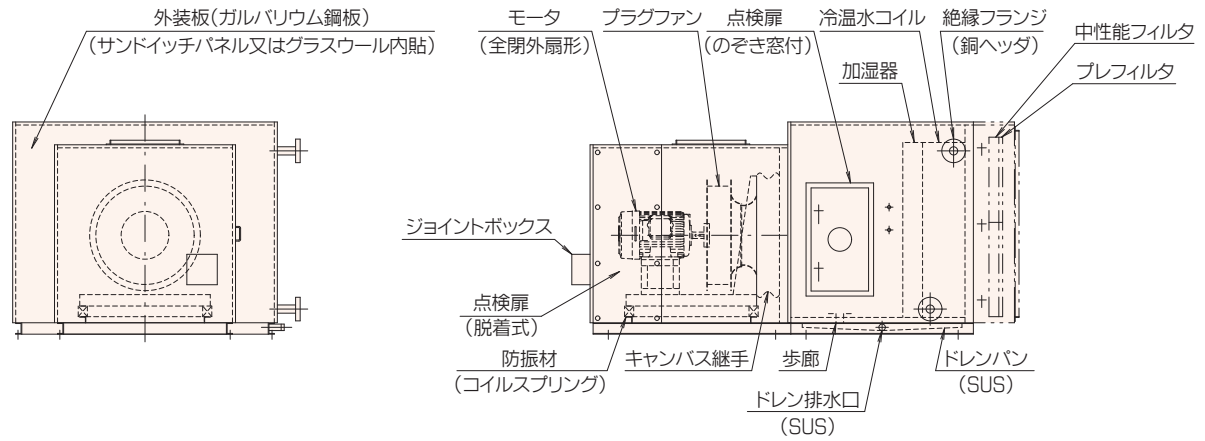 外装板(ガルバリウム鋼板)
(サンドイッチパネル又はグラスウール内貼)
モータ
(全閉外扇形)
プラグファン
点検扉
(のぞき窓付)
冷温水コイル
加湿器
絶縁フランジ
(銅ヘッダ)
中性能フィルタ
プレフィルタ
ジョイントボックス
点検扉
(脱着式)
防振材
(コイルスプリング)
キャンバス継手
歩廊
ドレンパン
(SUS)
ドレン排水口
(SUS)